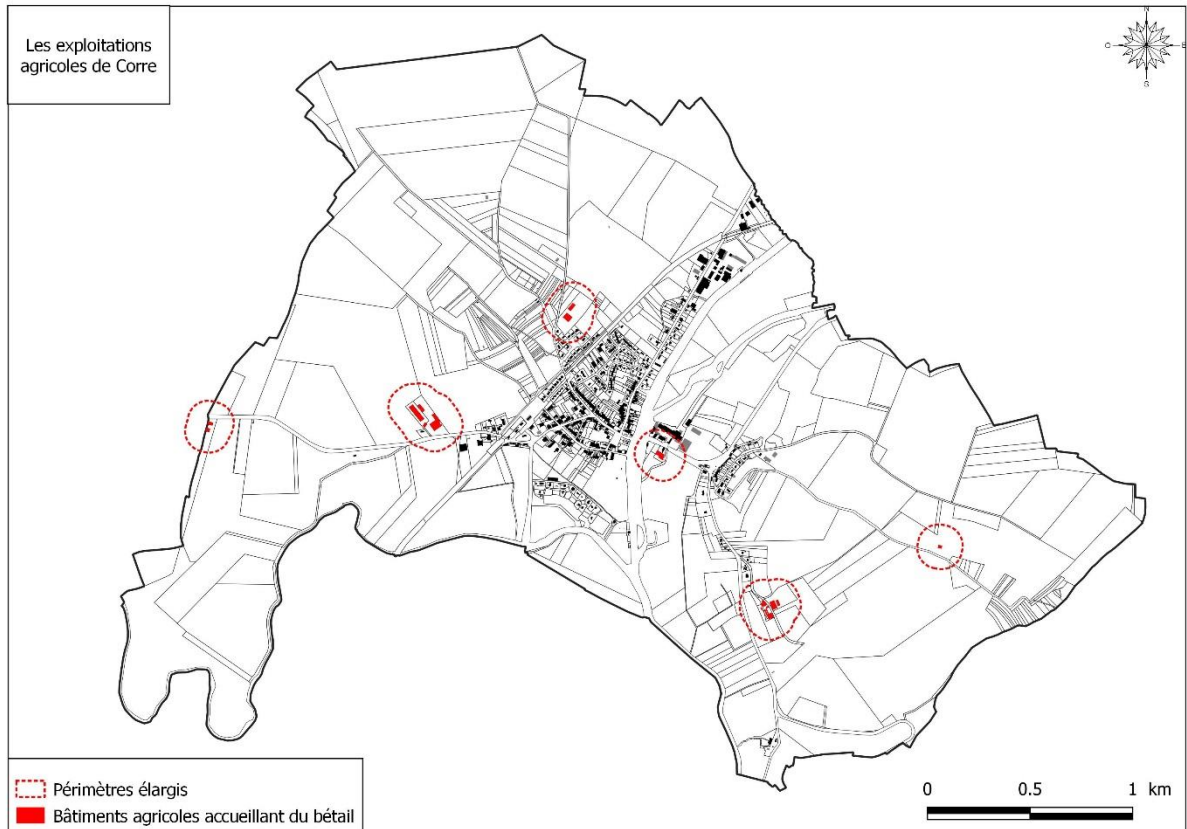 Les exploitations
agricoles de Corre
N
O
E
S
Périmètres élargis
Bâtiments agricoles accueillant du bétail
0 0.5 1 km